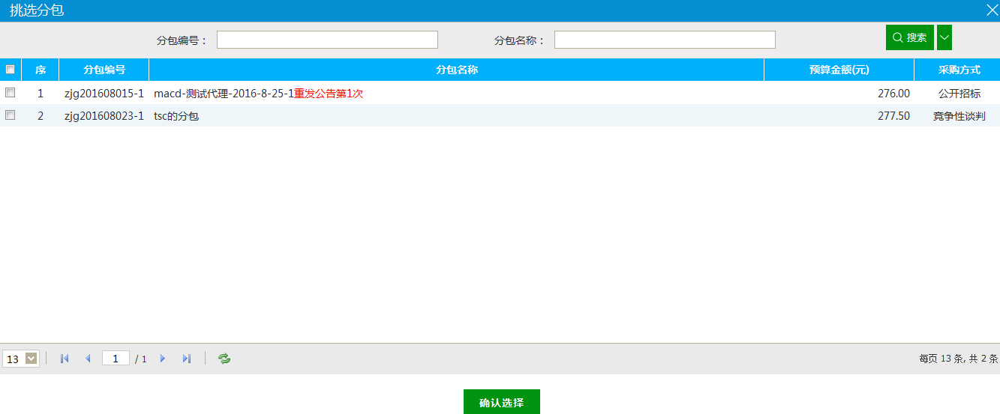 挑选分包
分包编号： 分包名称： 搜索
序 分包编号 分包名称 预算金额(元) 采购方式
1 zjg201608015-1 macd-测试代理-2016-8-25-1重发公告第1次 276.00 公开招标
2 zjg201608023-1 tsc的分包 277.50 竞争性谈判
13 1 / 1 每页 13 条, 共 2 条
确认选择